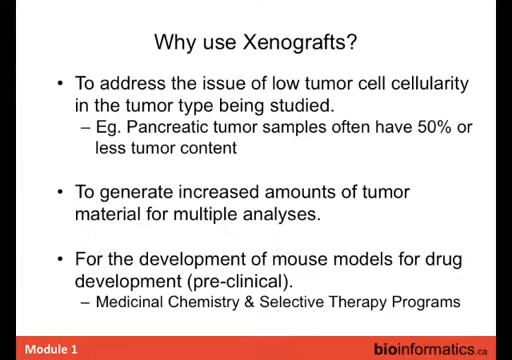 Why use Xenografts?
• To address the issue of low tumor cell cellularity
in the tumor type being studied.
– Eg. Pancreatic tumor samples often have 50% or
less tumor content
• To generate increased amounts of tumor
material for multiple analyses.
• For the development of mouse models for drug
development (pre-clinical).
– Medicinal Chemistry & Selective Therapy Programs
Module 1
bioinformatics.ca